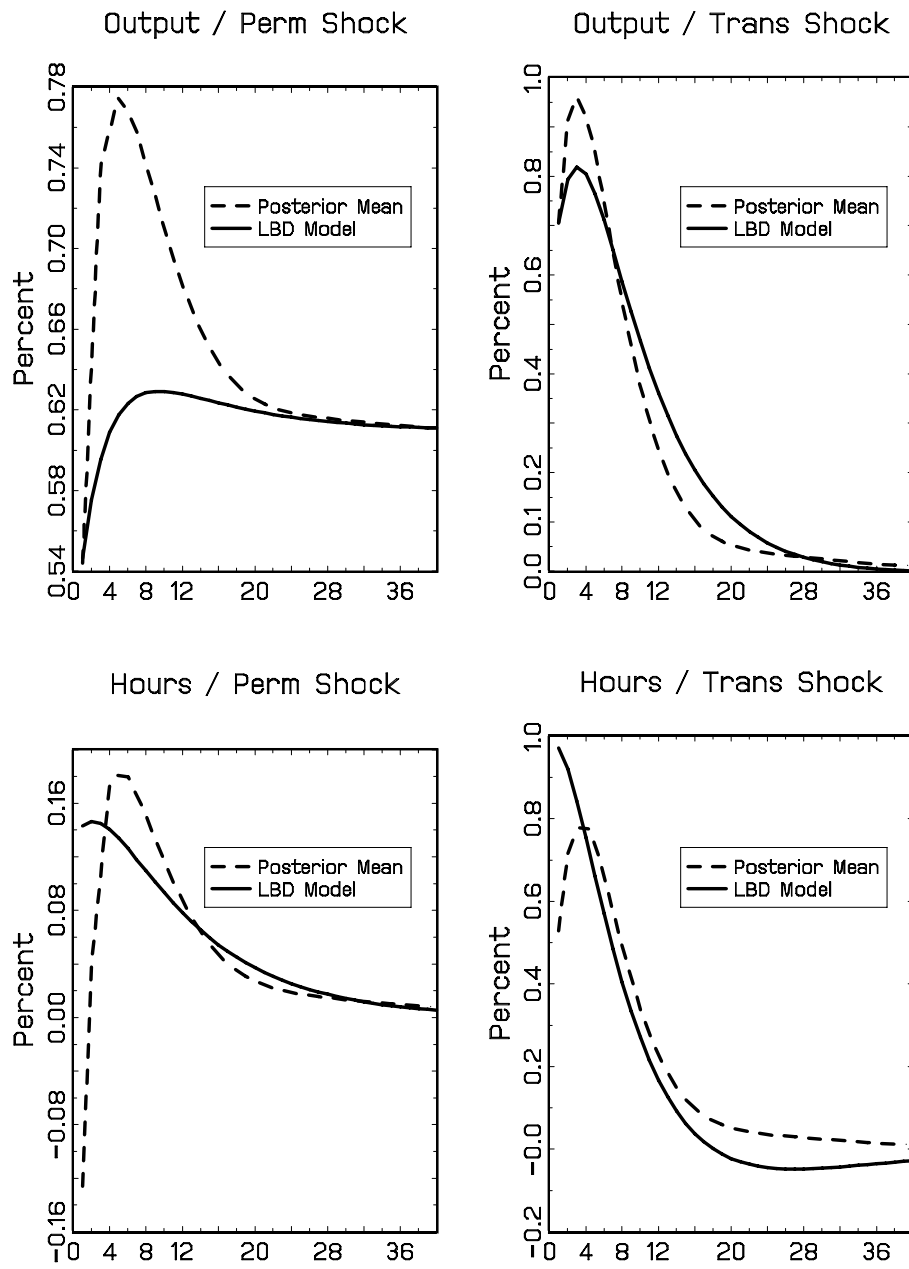 Output / Perm Shock
Percent
0.78
0.74
0.70
0.66
0.62
0.58
0.54
Posterior Mean
LBD Model
0 4 8 12 20 28 36
Output / Trans Shock
Percent
1.0
0.8
0.6
0.4
0.2
0.1
0.0
Posterior Mean
LBD Model
0 4 8 12 20 28 36
Hours / Perm Shock
Percent
0.16
0.08
0.00
-0.08
-0.16
Posterior Mean
LBD Model
0 4 8 12 20 28 36
Hours / Trans Shock
Percent
1.0
0.8
0.6
0.4
0.2
-0.0
-0.2
Posterior Mean
LBD Model
0 4 8 12 20 28 36